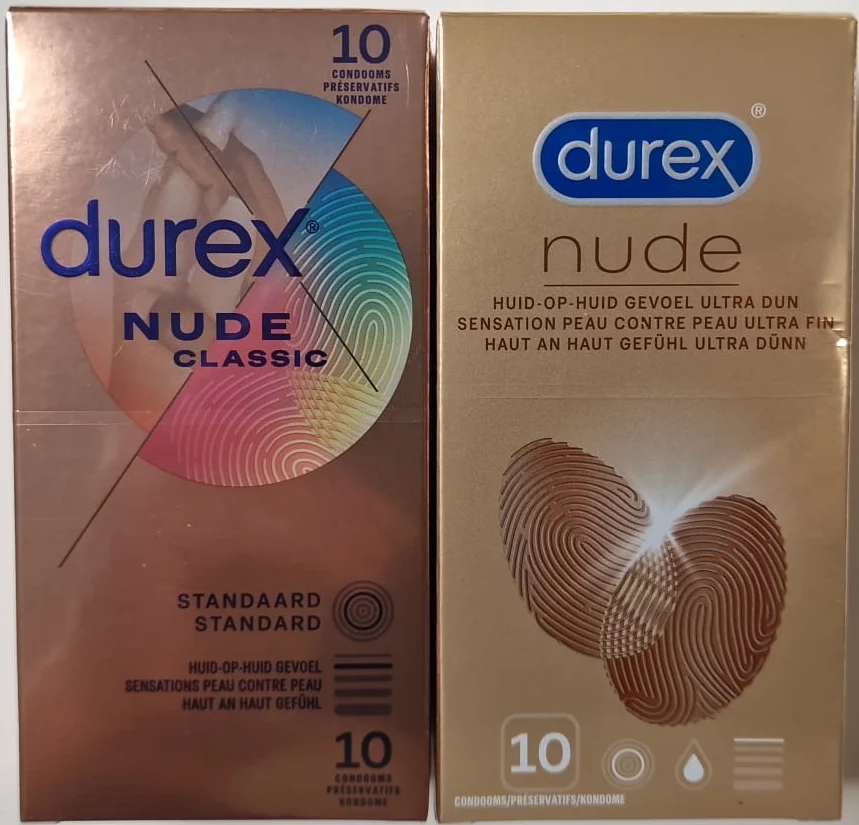 10
CONDOOMS
PRÉSERVATIFS
KONDOME
durex®
NUDE
CLASSIC
STANDAARD
STANDARD
HUID-OP-HUID GEVOEL
SENSATIONS PEAU CONTRE PEAU
HAUT AN HAUT GEFÜHL
10
CONDOOMS
PRÉSERVATIFS
KONDOME
durex®
nude
HUID-OP-HUID GEVOEL ULTRA DUN
SENSATION PEAU CONTRE PEAU ULTRA FIN
HAUT AN HAUT GEFÜHL ULTRA DÜNN
10
CONDOOMS/PRÉSERVATIFS/KONDOME